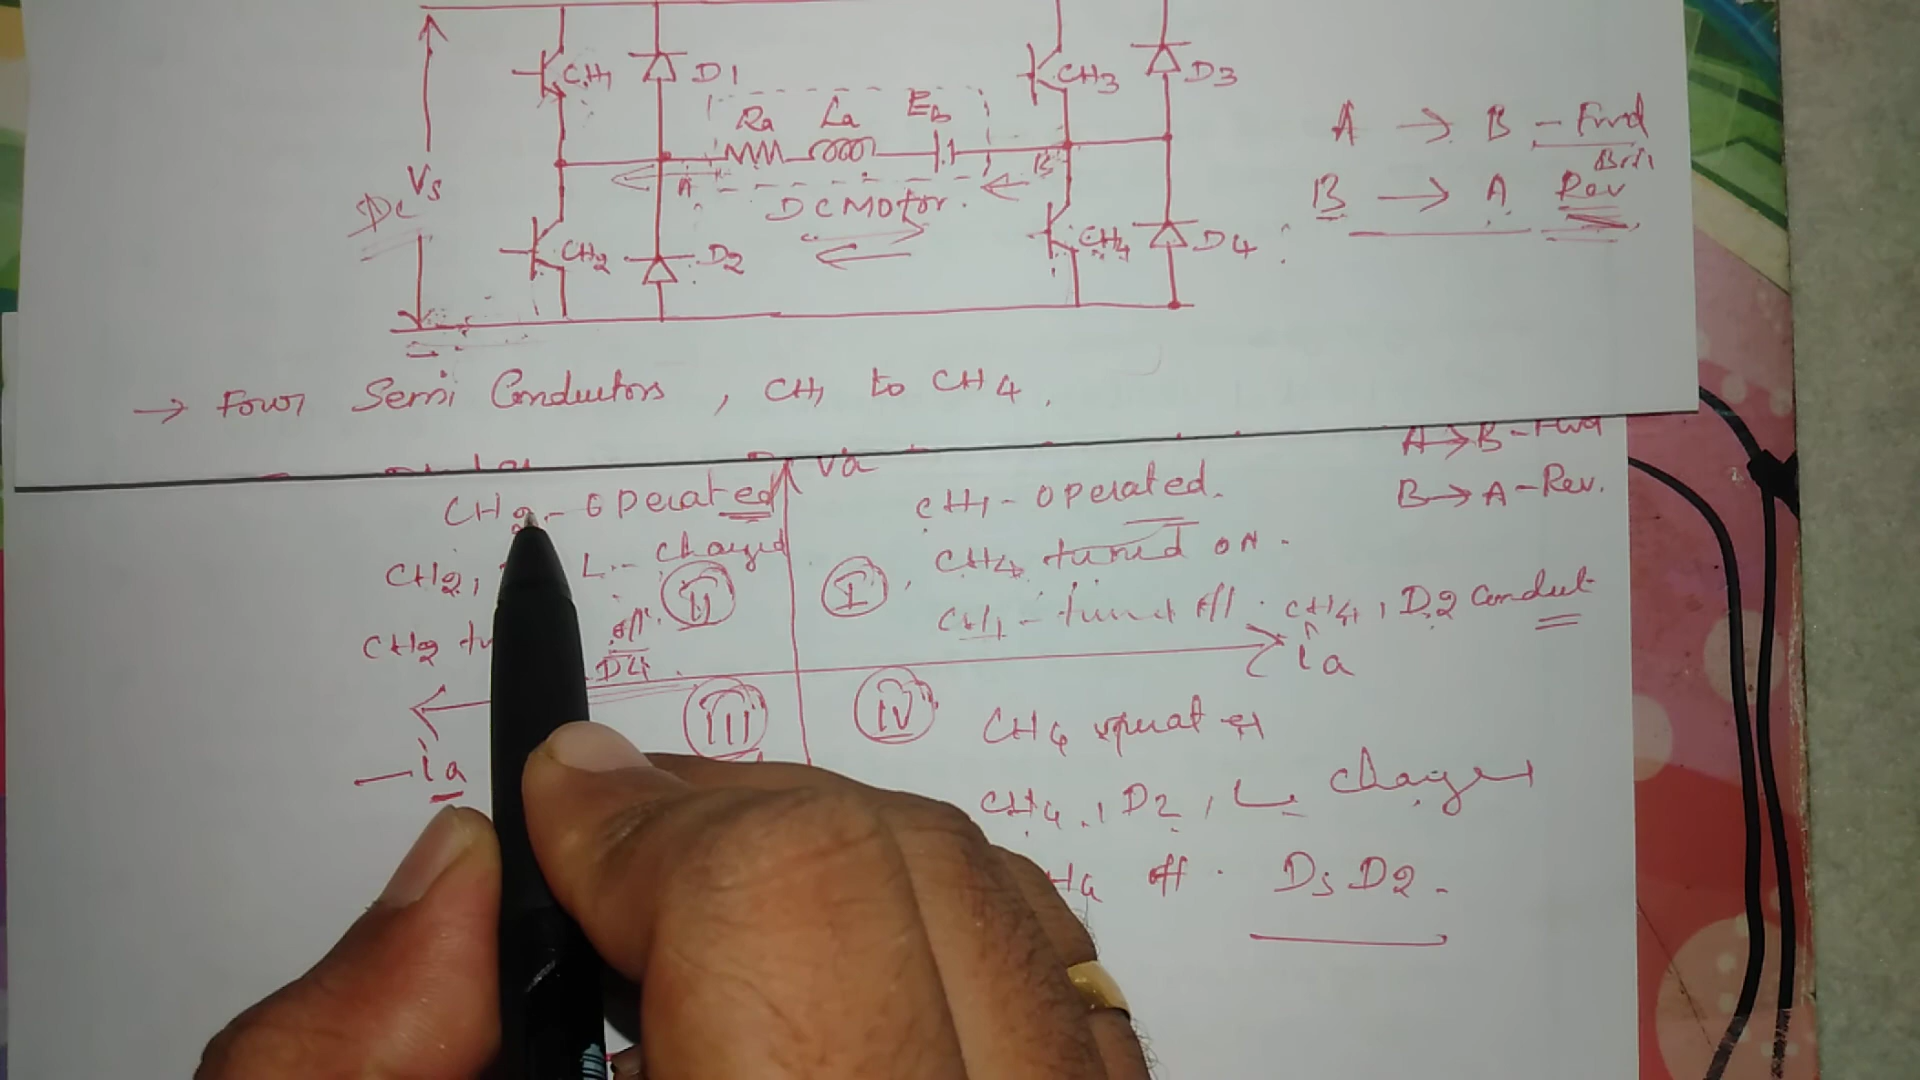 CH1 D1 CH3 D3
Ra La Eb
A B
Vs
Dc
DC Motor.
CH2 D2 CH4 D4
A → B - Fwd
B → A Rev
→ Four Semi Conductors, CH1 to CH4.
A → B - Fwd
B → A - Rev.
Va
CH2 - Operated
CH2, L - Charged
II
CH2 off.
D4.
CH1 - Operated.
I
CH4 turned ON.
CH1 - turned off. CH4, D2 Conduct
ia
III
- ia
IV
CH4 operated
CH4, D2, L Charged
off. D3 D2.